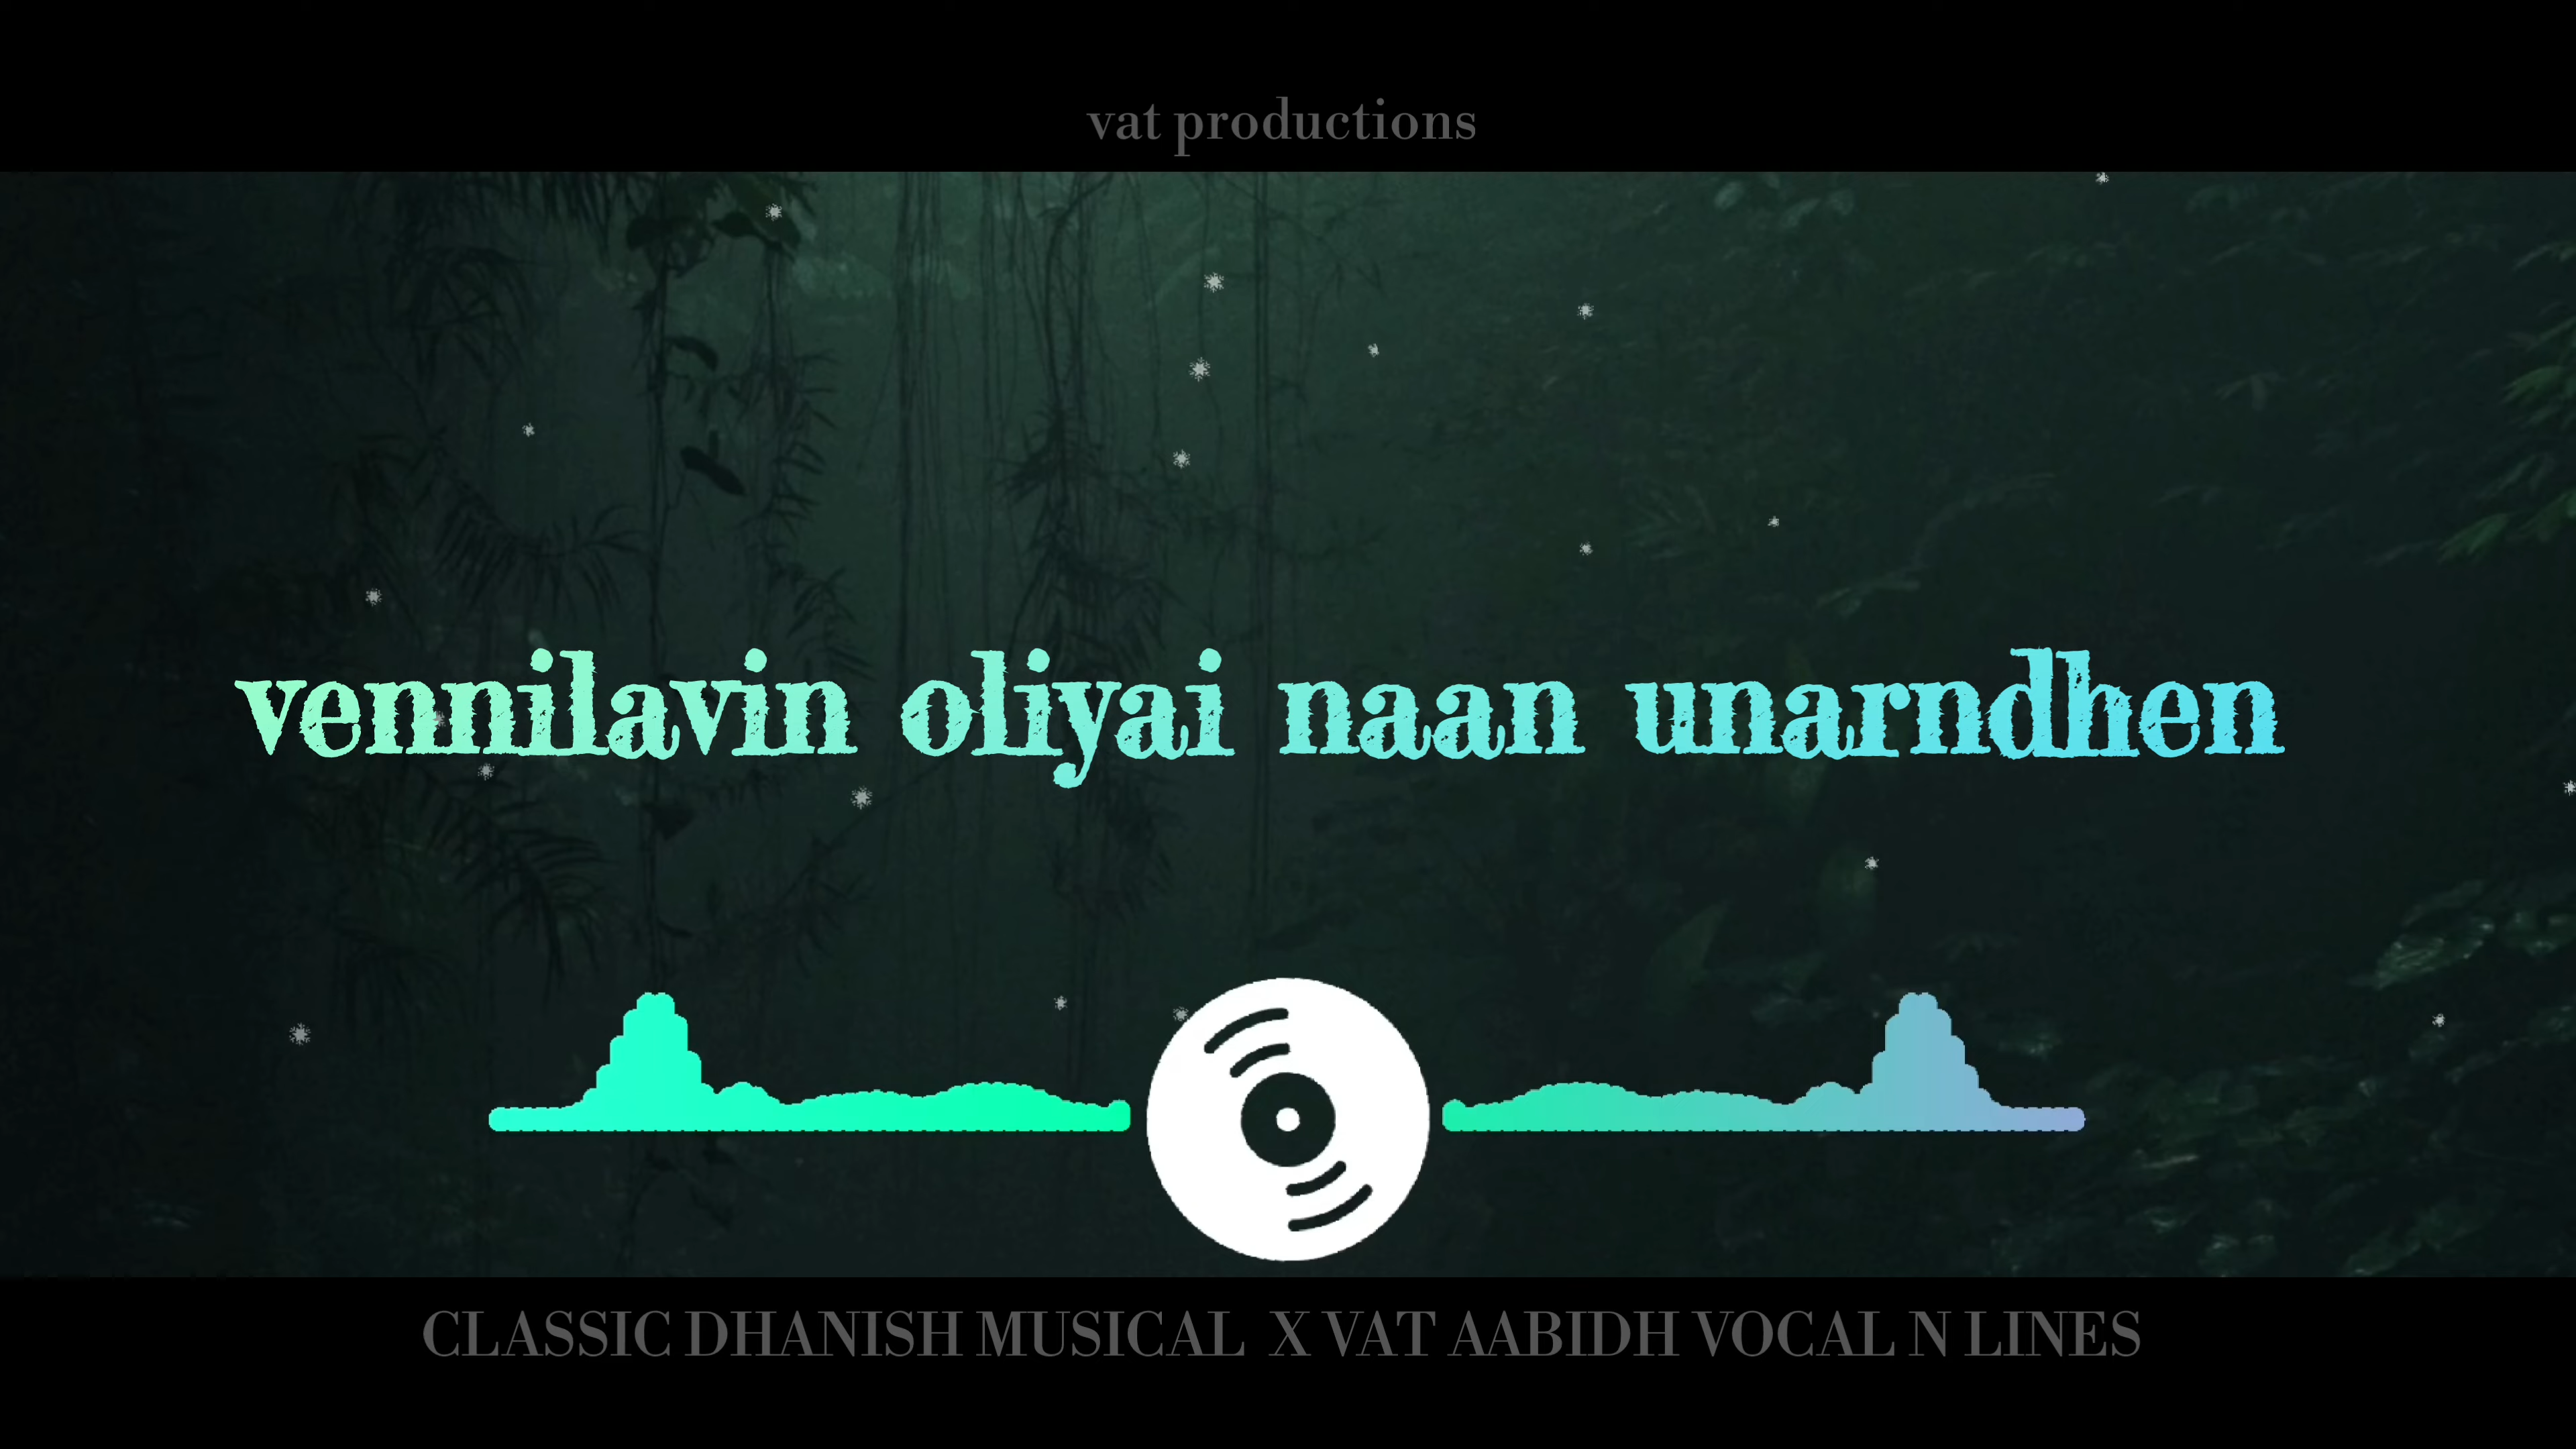 vat productions
vennilavin oliyai naan unarndhen
CLASSIC DHANISH MUSICAL X VAT AABIDH VOCAL N LINES